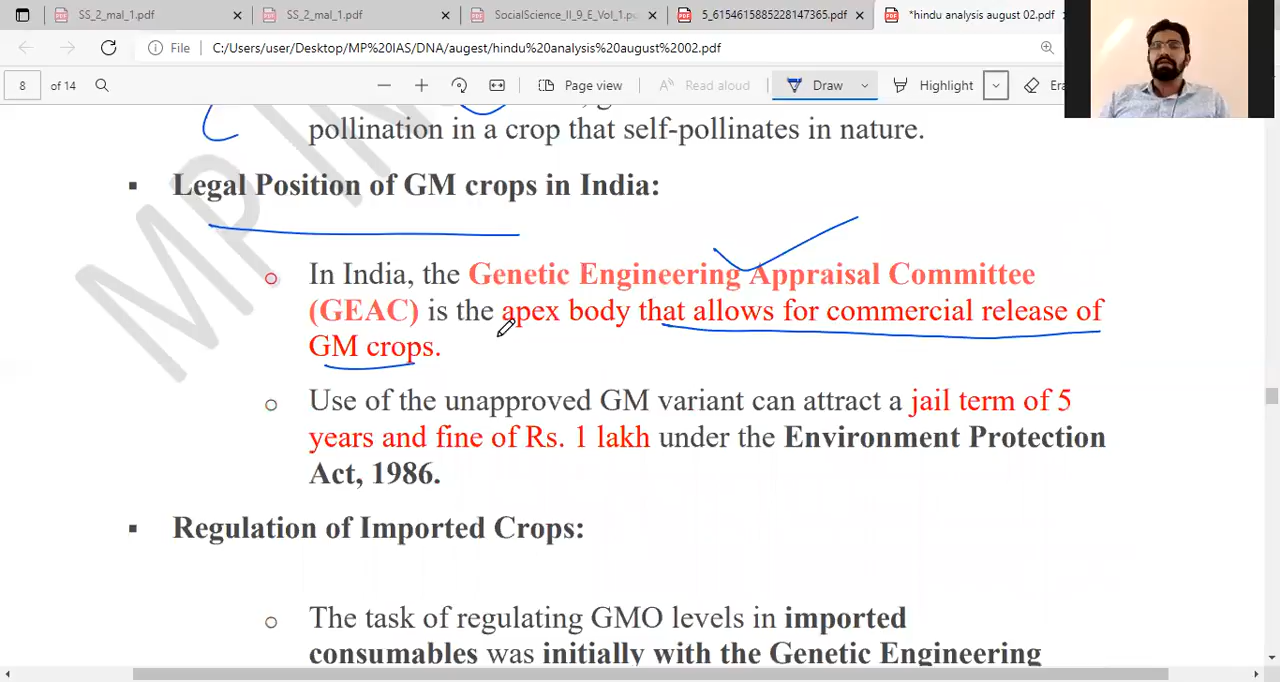 SS_2_mal_1.pdf
SS_2_mal_1.pdf
SocialScience_II_9_E_Vol_1.p
5_6154615885228147365.pdf
*hindu analysis august 02.pdf
File C:/Users/user/Desktop/MP%20IAS/DNA/augest/hindu%20analysis%20august%2002.pdf
8 of 14 Page view Read aloud Draw Highlight
pollination in a crop that self-pollinates in nature.
Legal Position of GM crops in India:
In India, the Genetic Engineering Appraisal Committee
(GEAC) is the apex body that allows for commercial release of
GM crops.
Use of the unapproved GM variant can attract a jail term of 5
years and fine of Rs. 1 lakh under the Environment Protection
Act, 1986.
Regulation of Imported Crops:
The task of regulating GMO levels in imported
consumables was initially with the Genetic Engineering